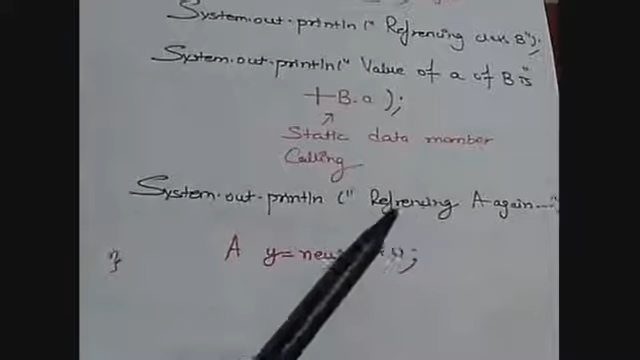 System.out.println (" Refrencing class B");
System.out.println(" Value of a of B is"
+B.a );
↗
Static data member
Calling
System.out.println (" Refrencing A again...."
} A y=new